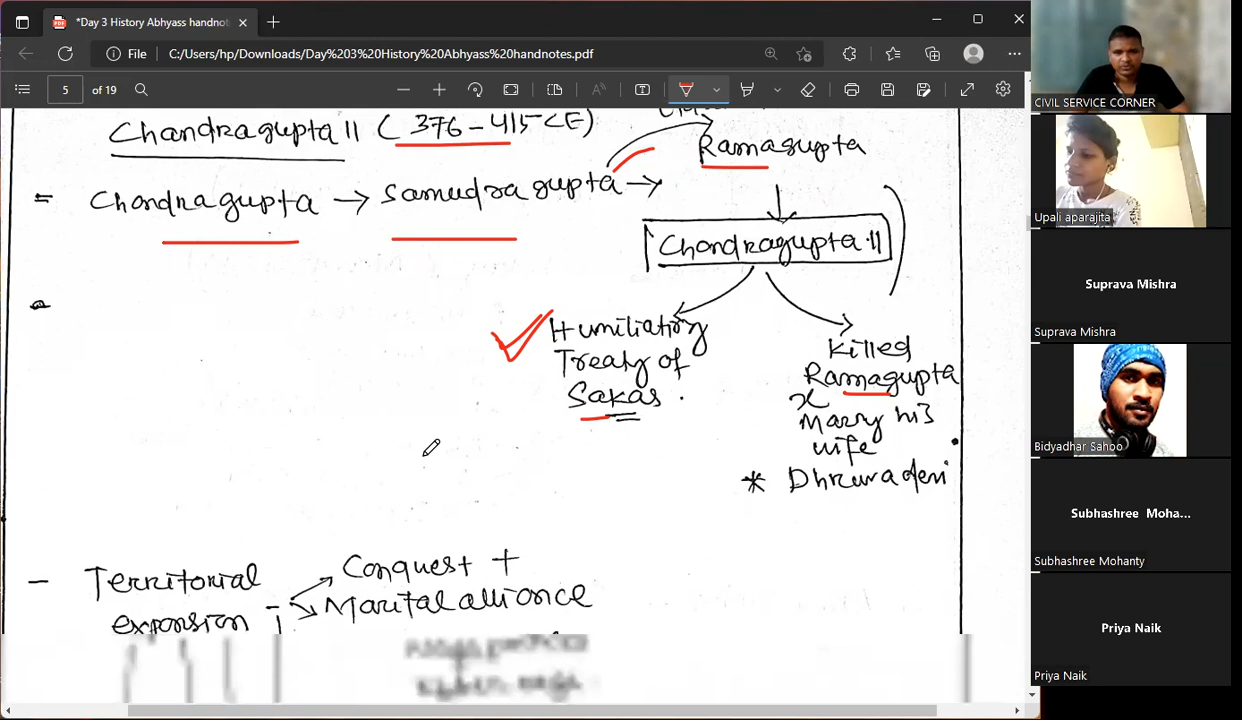 *Day 3 History Abhyass handnote
File
C:/Users/hp/Downloads/Day%203%20History%20Abhyass%20handnotes.pdf
5 of 19
Chandragupta II (376-415 CE)
Ramagupta
= Chandragupta → Samudragupta →
Chandragupta II
Humiliating
Treaty of
Sakas.
Killed
Ramagupta
Marry his
wife
* Dhruvadevi
- Territorial
expansion
Conquest +
Marital alliance
CIVIL SERVICE CORNER
Upali aparajita
Suprava Mishra
Suprava Mishra
Bidyadhar Sahoo
Subhashree Moha...
Subhashree Mohanty
Priya Naik
Priya Naik